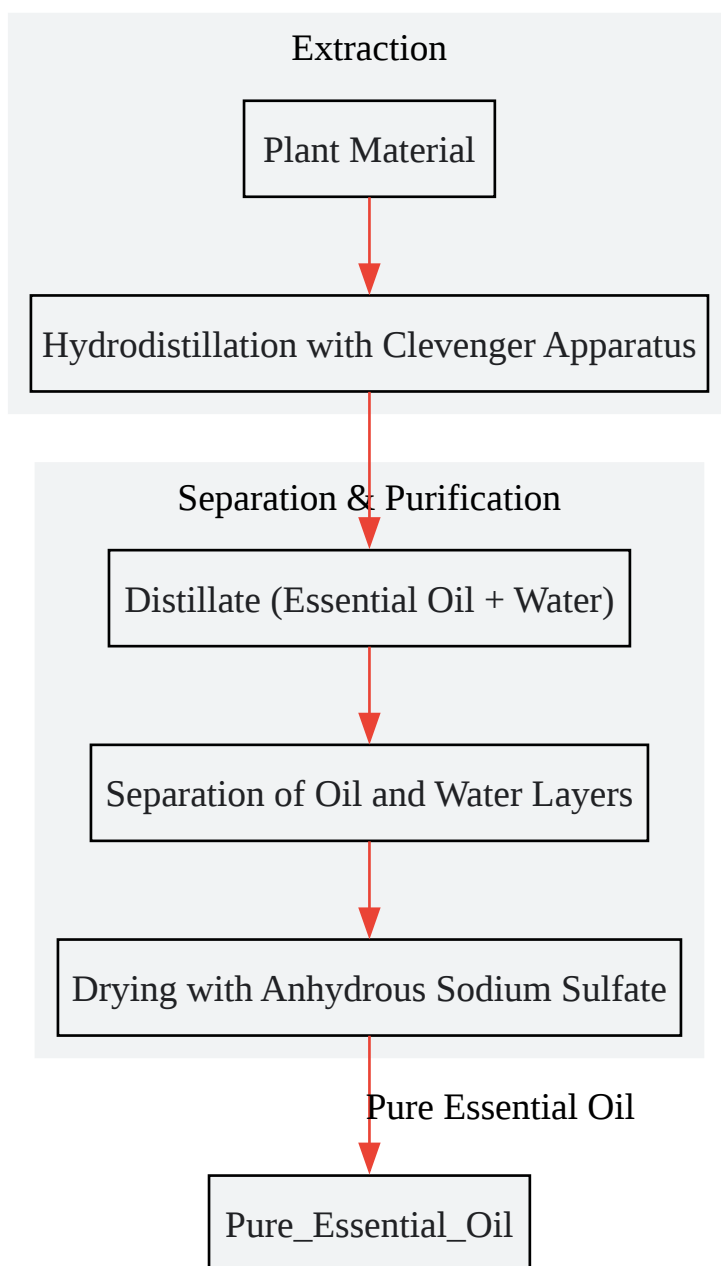 Extraction
Plant Material
Hydrodistillation with Clevenger Apparatus
Separation & Purification
Distillate (Essential Oil + Water)
Separation of Oil and Water Layers
Drying with Anhydrous Sodium Sulfate
Pure Essential Oil
Pure_Essential_Oil